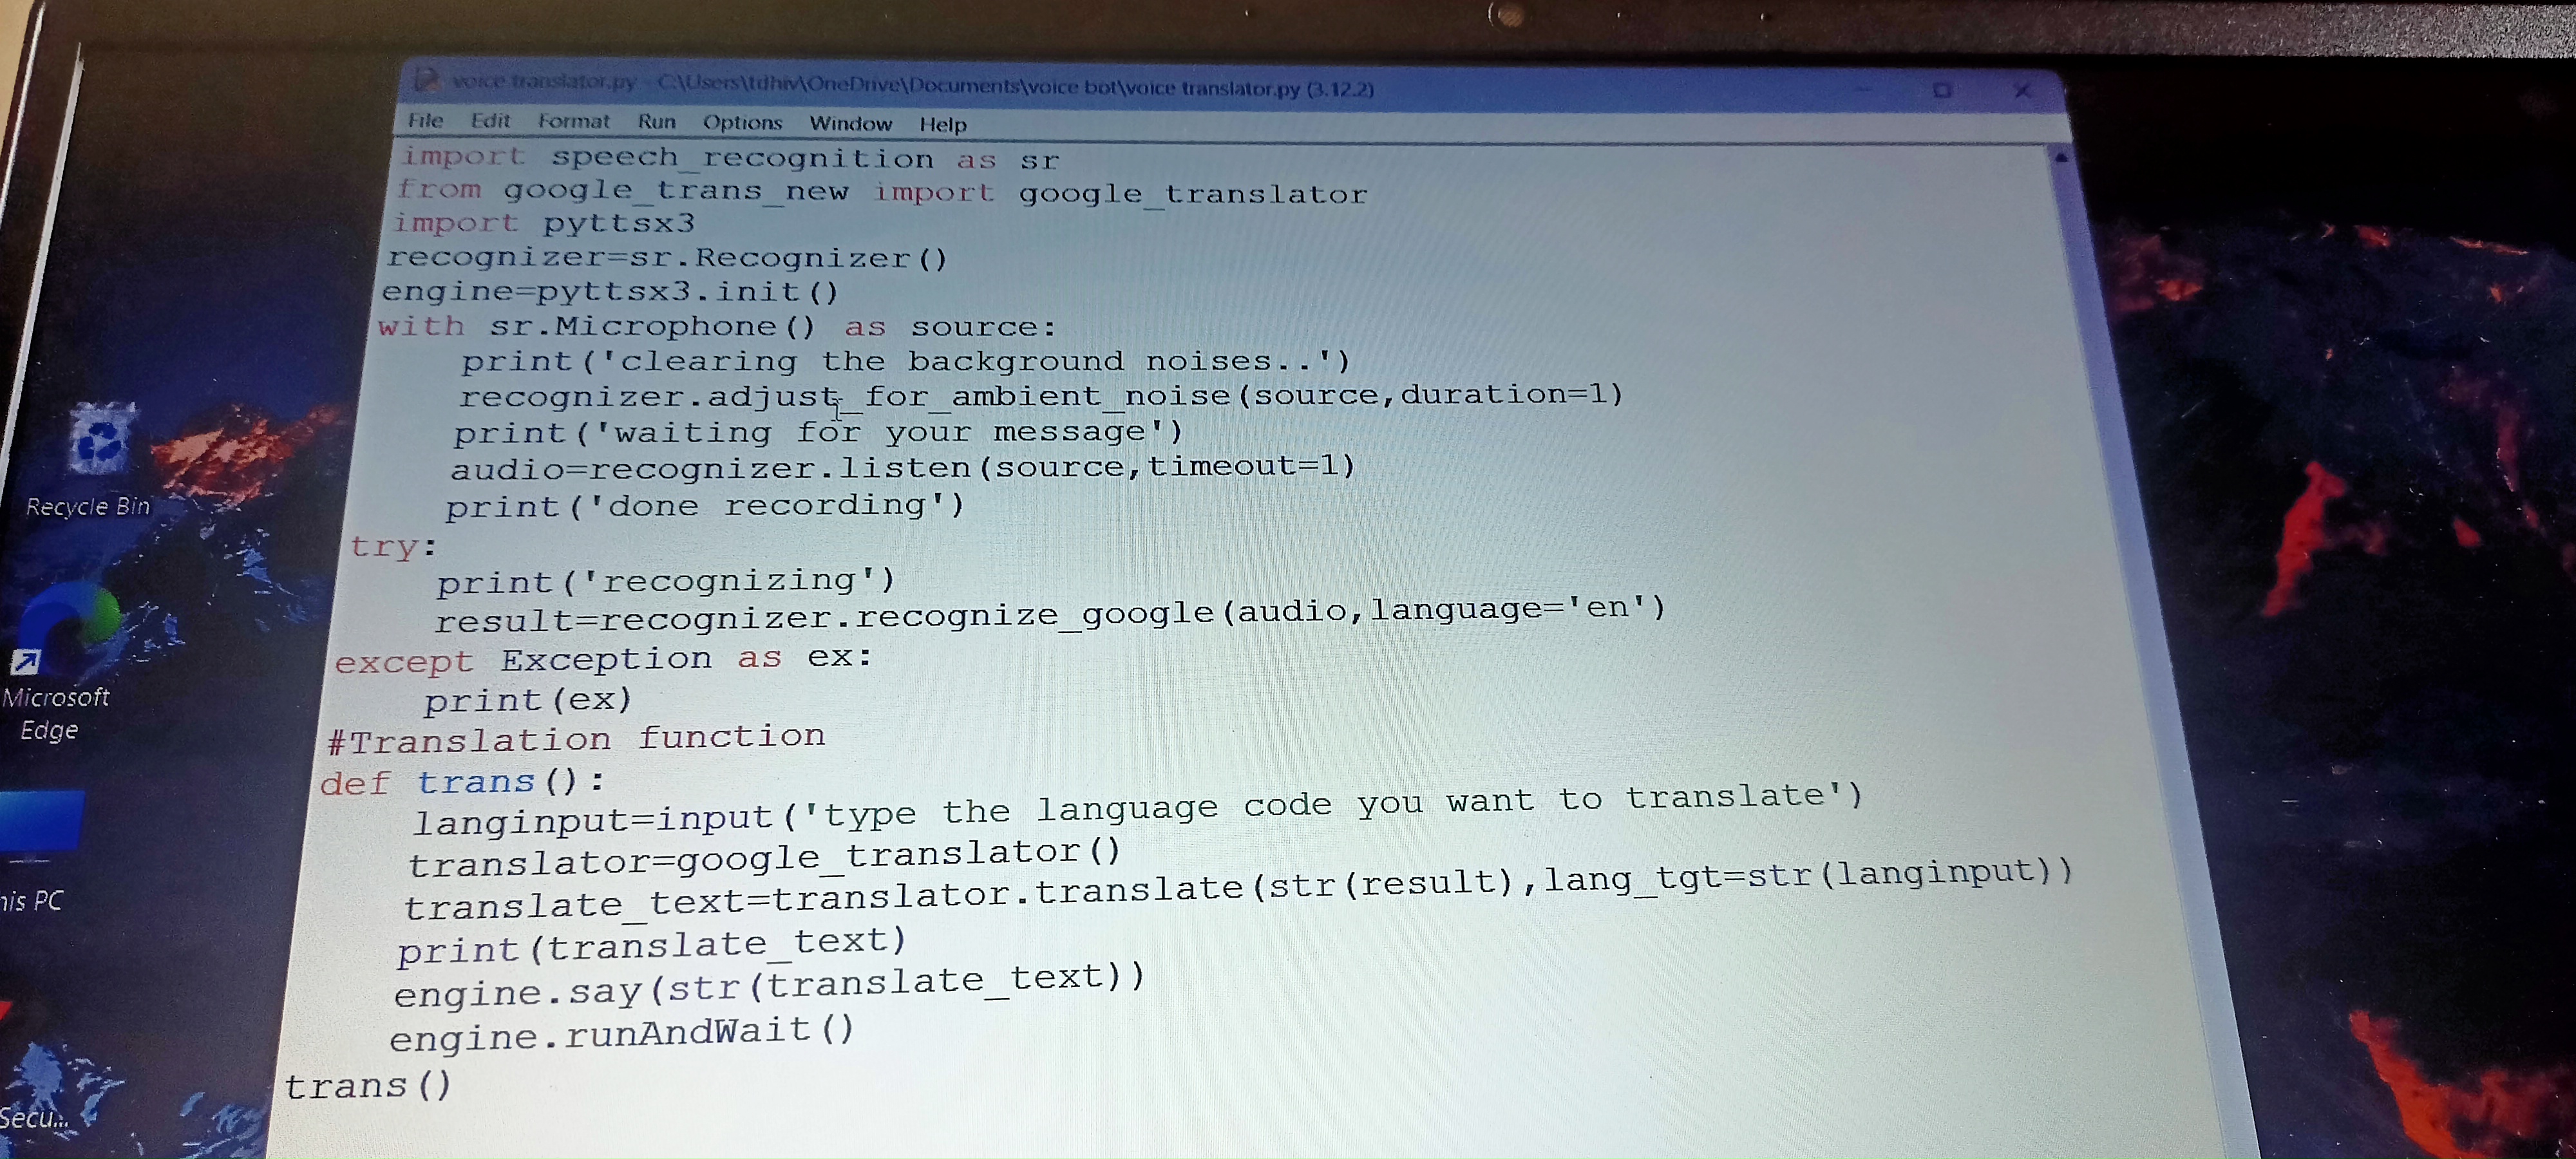 voice translator.py - C:\Users\tdhiv\OneDrive\Documents\voice bot\voice translator.py (3.12.2)
File Edit Format Run Options Window Help
import speech_recognition as sr
from google_trans_new import google_translator
import pyttsx3
recognizer=sr.Recognizer()
engine=pyttsx3.init()
with sr.Microphone() as source:
    print('clearing the background noises..')
    recognizer.adjust_for_ambient_noise(source,duration=1)
    print('waiting for your message')
    audio=recognizer.listen(source,timeout=1)
    print('done recording')
try:
    print('recognizing')
    result=recognizer.recognize_google(audio,language='en')
except Exception as ex:
    print(ex)
#Translation function
def trans():
    langinput=input('type the language code you want to translate')
    translator=google_translator()
    translate_text=translator.translate(str(result),lang_tgt=str(langinput))
    print(translate_text)
    engine.say(str(translate_text))
    engine.runAndWait()
trans()
Recycle Bin
Microsoft
Edge
his PC
Secu...